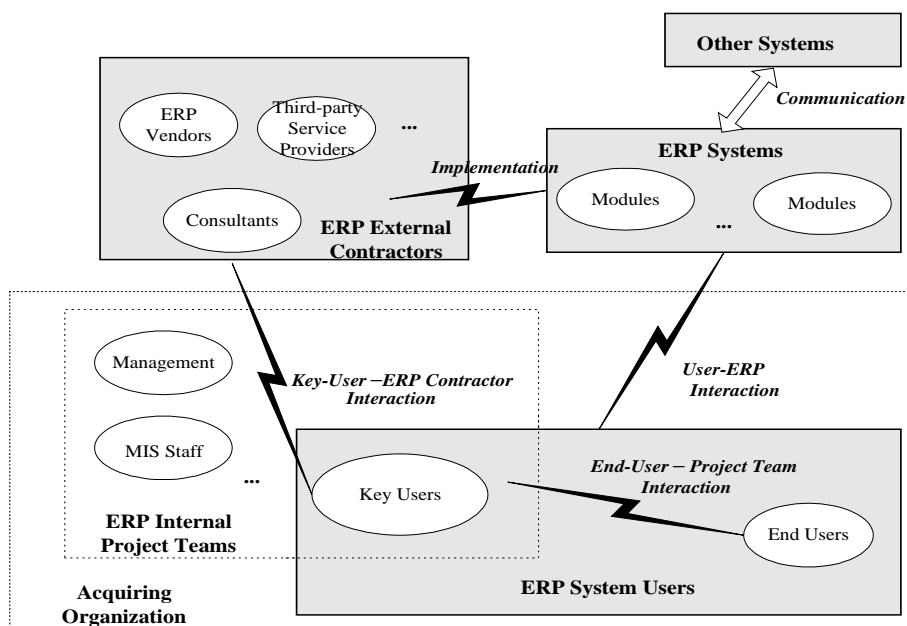 Other Systems
Communication
ERP
Vendors
Third-party
Service
Providers
...
Consultants
ERP External
Contractors
Implementation
ERP Systems
Modules
...
Modules
Management
MIS Staff
...
ERP Internal
Project Teams
Key-User –ERP Contractor
Interaction
User-ERP
Interaction
Key Users
End-User – Project Team
Interaction
End Users
ERP System Users
Acquiring
Organization